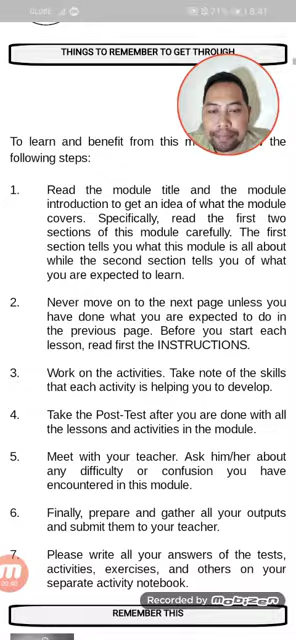 GLOBE
71% 8:41
THINGS TO REMEMBER TO GET THROUGH
To learn and benefit from this the
following steps:
1. Read the module title and the module
introduction to get an idea of what the module
covers. Specifically, read the first two
sections of this module carefully. The first
section tells you what this module is all about
while the second section tells you of what
you are expected to learn.
2. Never move on to the next page unless you
have done what you are expected to do in
the previous page. Before you start each
lesson, read first the INSTRUCTIONS.
3. Work on the activities. Take note of the skills
that each activity is helping you to develop.
4. Take the Post-Test after you are done with all
the lessons and activities in the module.
5. Meet with your teacher. Ask him/her about
any difficulty or confusion you have
encountered in this module.
6. Finally, prepare and gather all your outputs
and submit them to your teacher.
7. Please write all your answers of the tests,
activities, exercises, and others on your
separate activity notebook.
Recorded by Mobizen
REMEMBER THIS